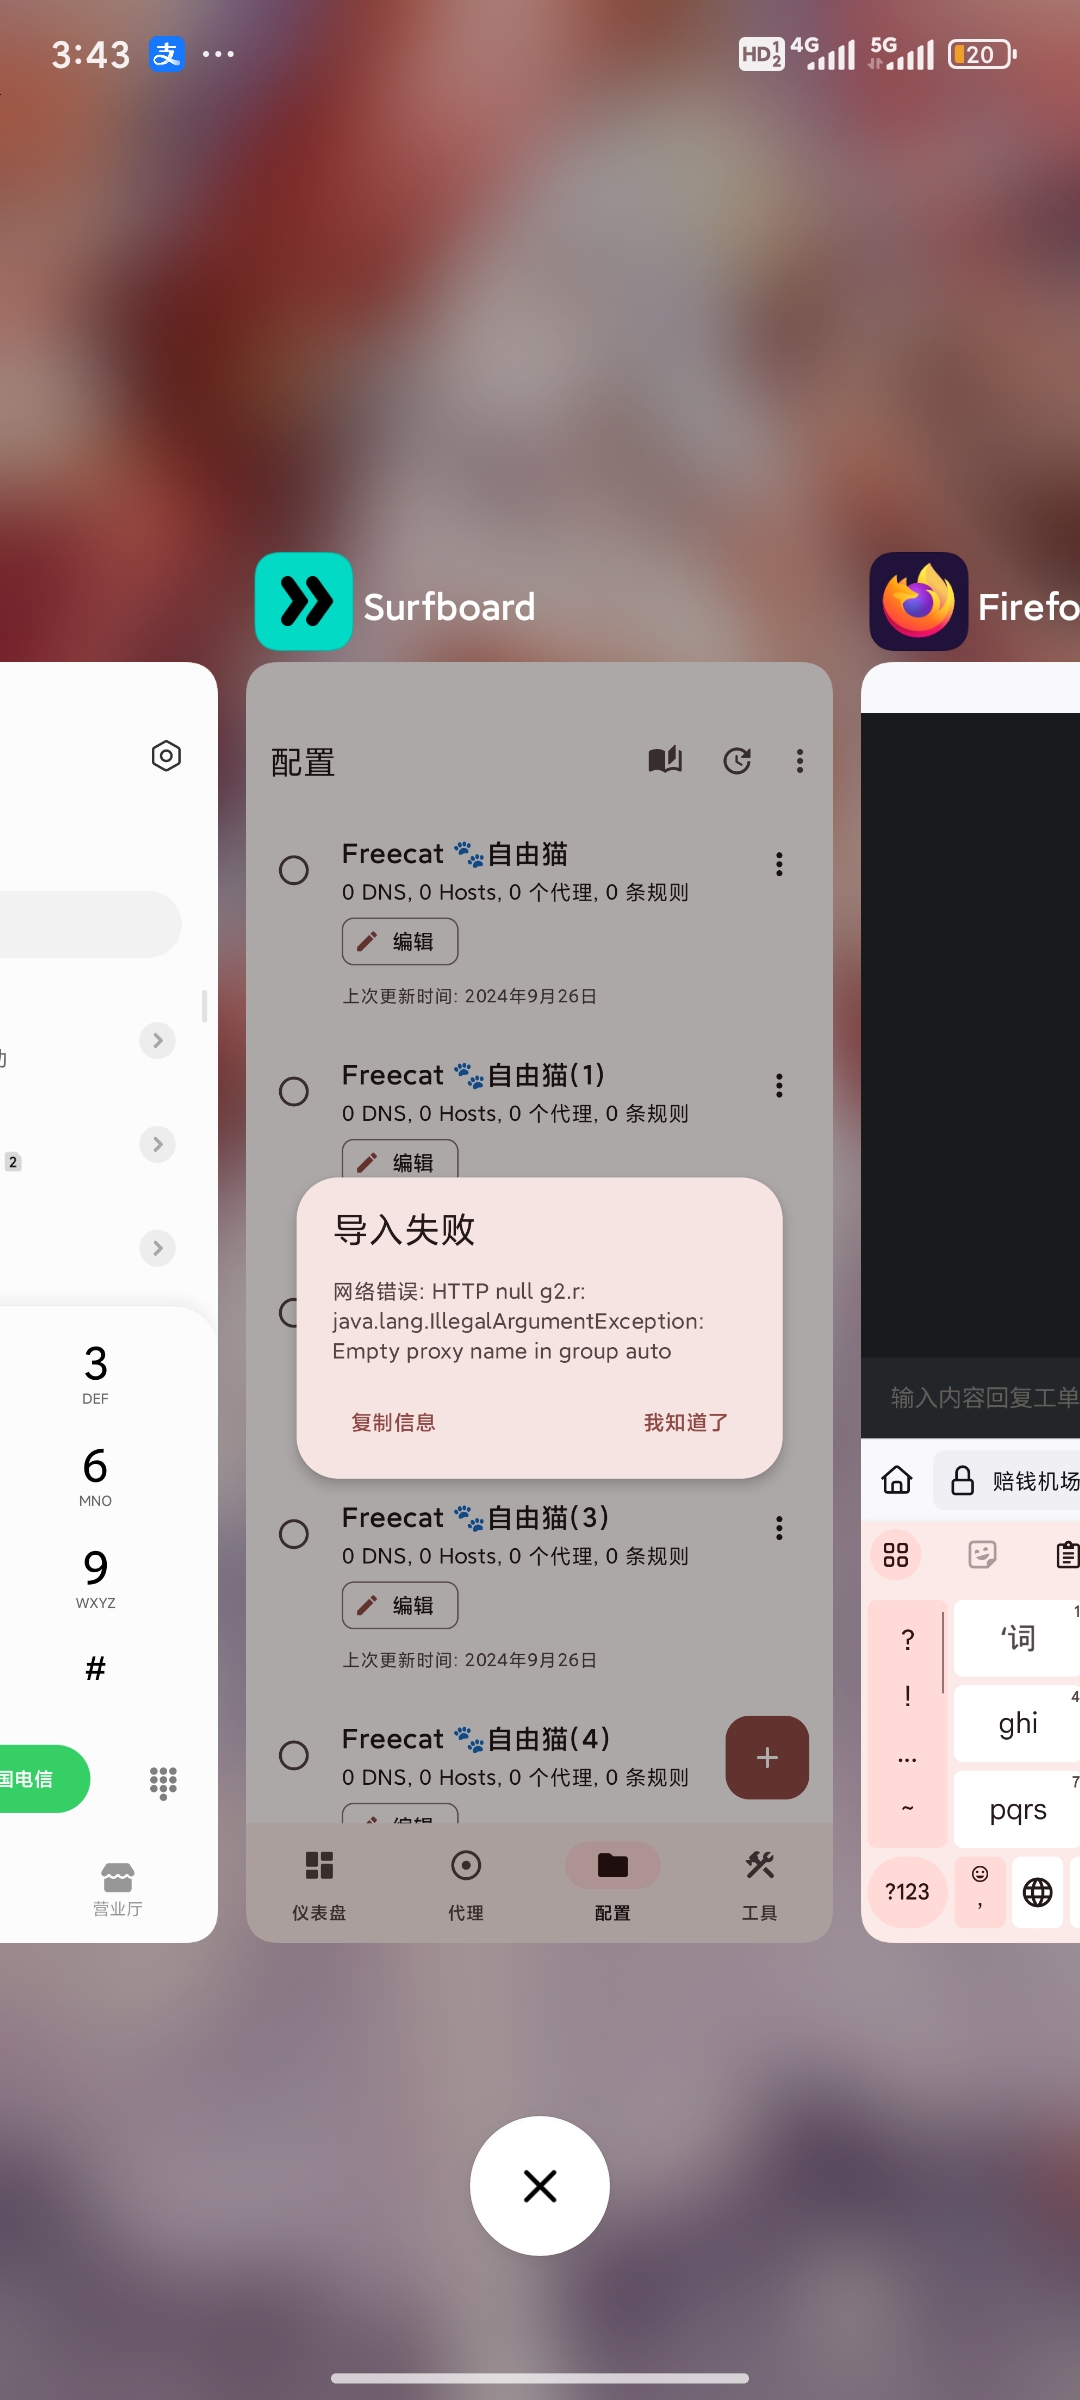 3:43 支 ...
HD 1 2 4G 5G 20
Surfboard
Firefo
配置
Freecat 🐾自由猫
0 DNS, 0 Hosts, 0 个代理, 0 条规则
编辑
上次更新时间: 2024年9月26日
Freecat 🐾自由猫(1)
0 DNS, 0 Hosts, 0 个代理, 0 条规则
编辑
导入失败
网络错误: HTTP null g2.r:
java.lang.IllegalArgumentException:
Empty proxy name in group auto
复制信息
我知道了
Freecat 🐾自由猫(3)
0 DNS, 0 Hosts, 0 个代理, 0 条规则
编辑
上次更新时间: 2024年9月26日
Freecat 🐾自由猫(4)
0 DNS, 0 Hosts, 0 个代理, 0 条规则
编辑
仪表盘
代理
配置
工具
2
3
DEF
6
MNO
9
WXYZ
#
国电信
营业厅
输入内容回复工单
赔钱机场
?
!
...
~
'词
1
ghi
4
pqrs
7
?123
,